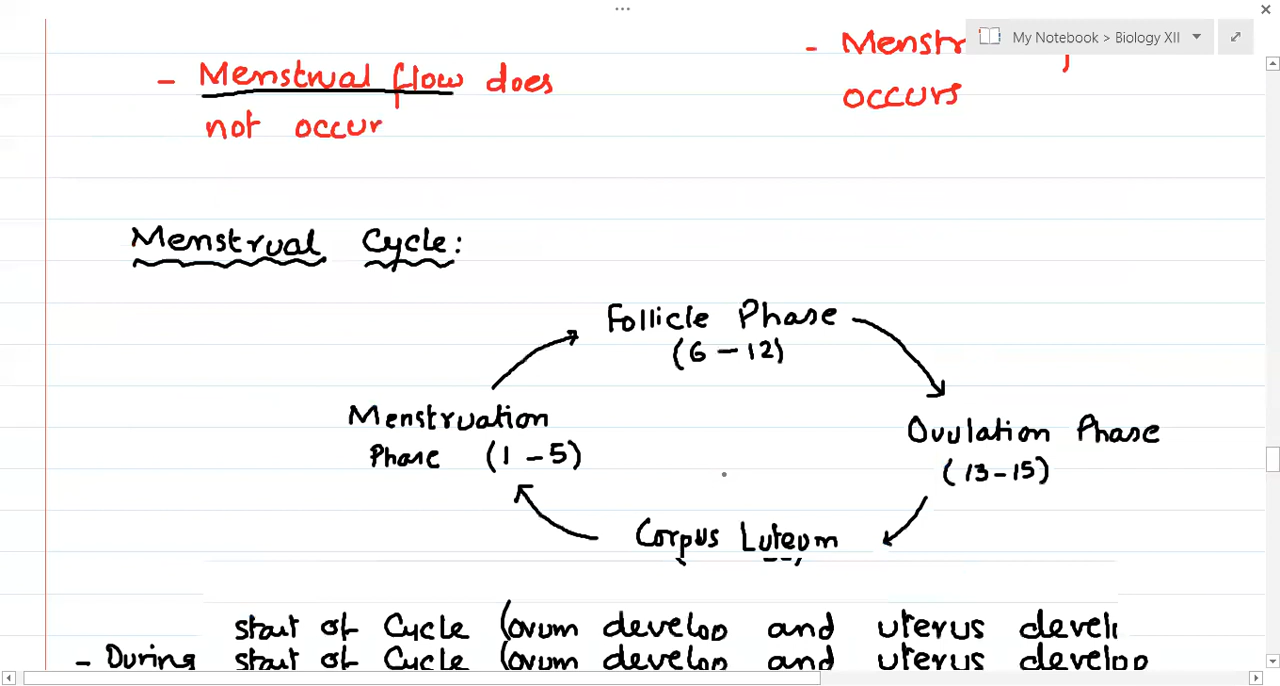 My Notebook > Biology XII
- Menstrual flow does
not occur
- Menstr
occurs
Menstrual Cycle:
Follicle Phase
(6 - 12)
Menstruation
Phase (1 - 5)
Ovulation Phase
(13 - 15)
Corpus Luteum
start of Cycle (ovum develop and uterus devel
- During start of Cycle (ovum develop and uterus develop